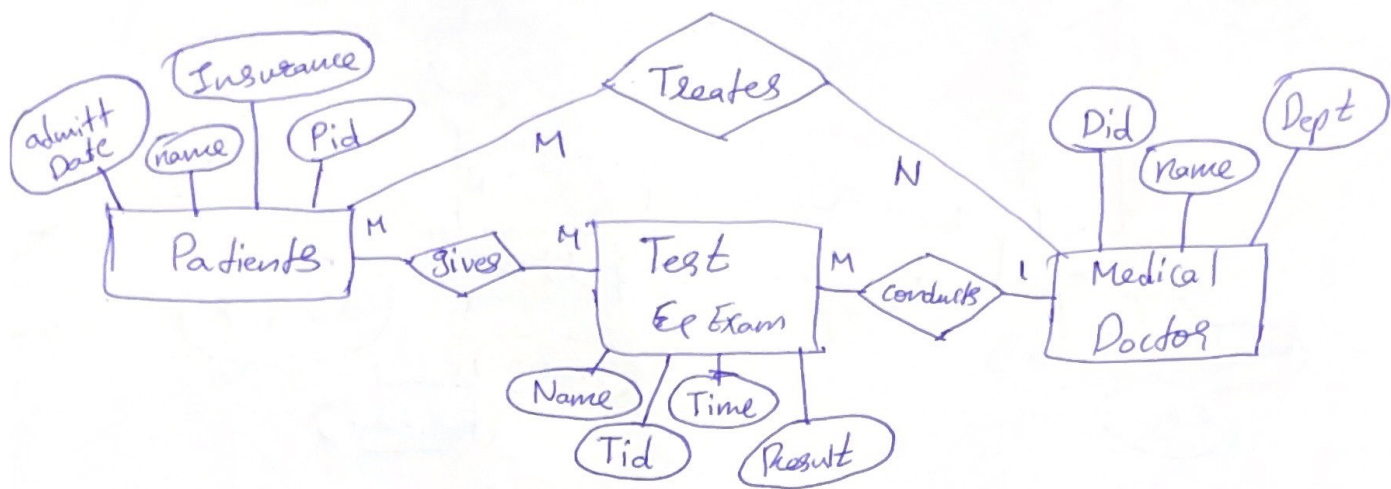 Insurance
Treates
admitt
Date
name
Pid
Did
Dept
name
M
N
Patients
M
gives
M
Test
& Exam
M
conducts
1
Medical
Doctor
Name
Time
Tid
Result